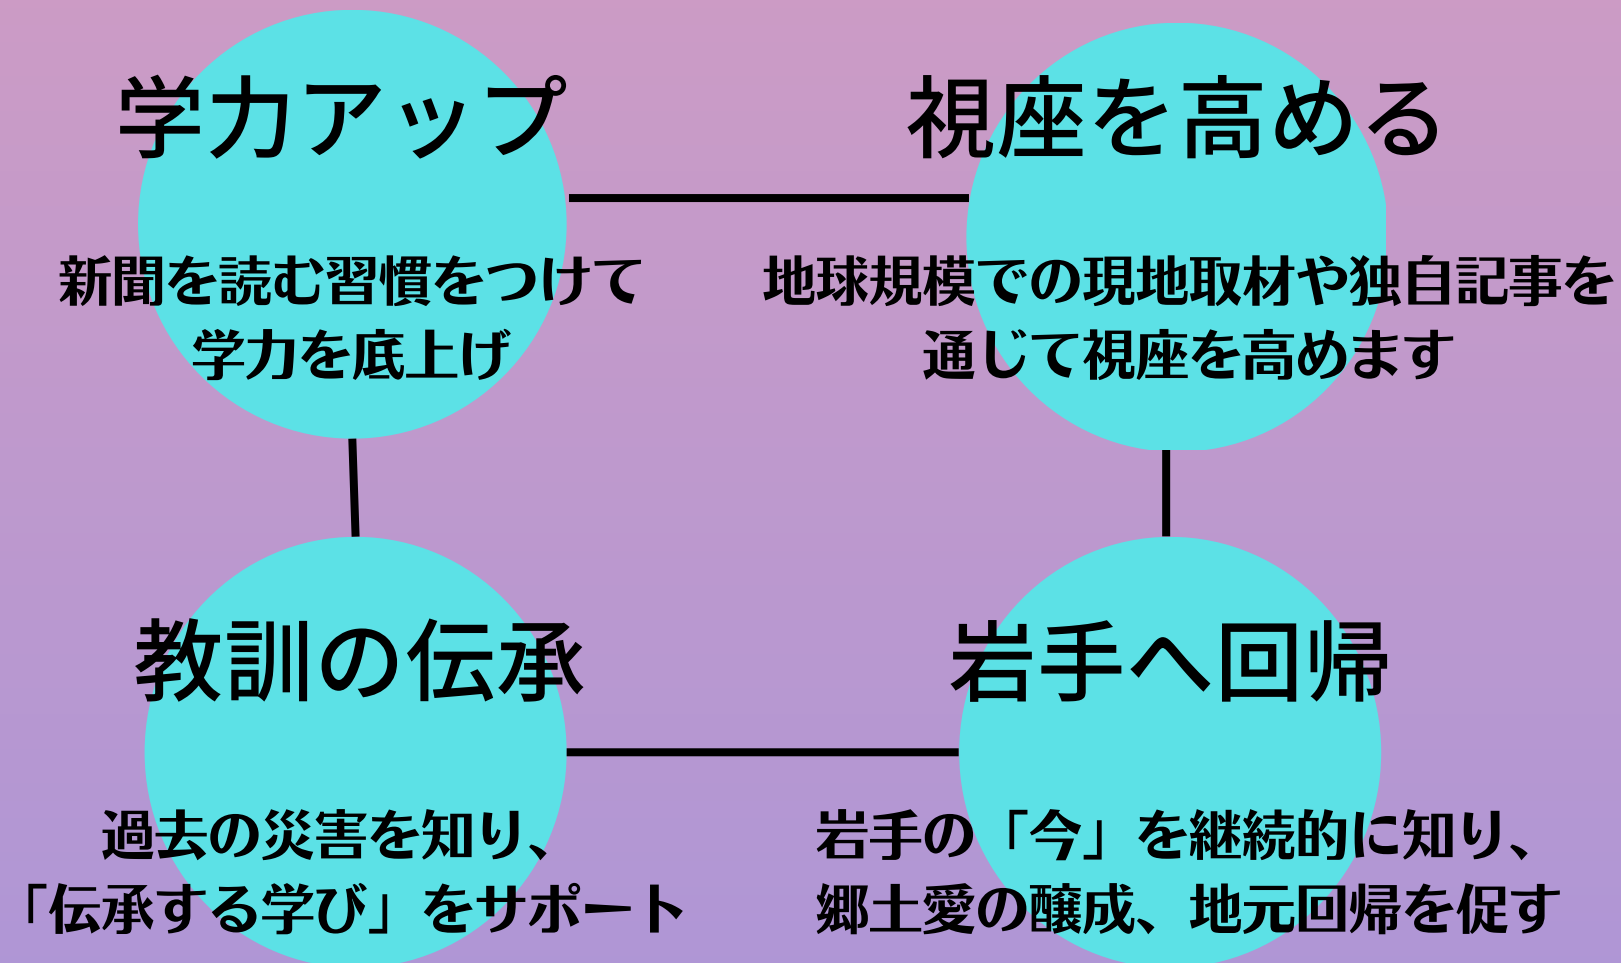 学力アップ
新聞を読む習慣をつけて
学力を底上げ
視座を高める
地球規模での現地取材や独自記事を
通じて視座を高めます
教訓の伝承
過去の災害を知り、
「伝承する学び」をサポート
岩手へ回帰
岩手の「今」を継続的に知り、
郷土愛の醸成、地元回帰を促す